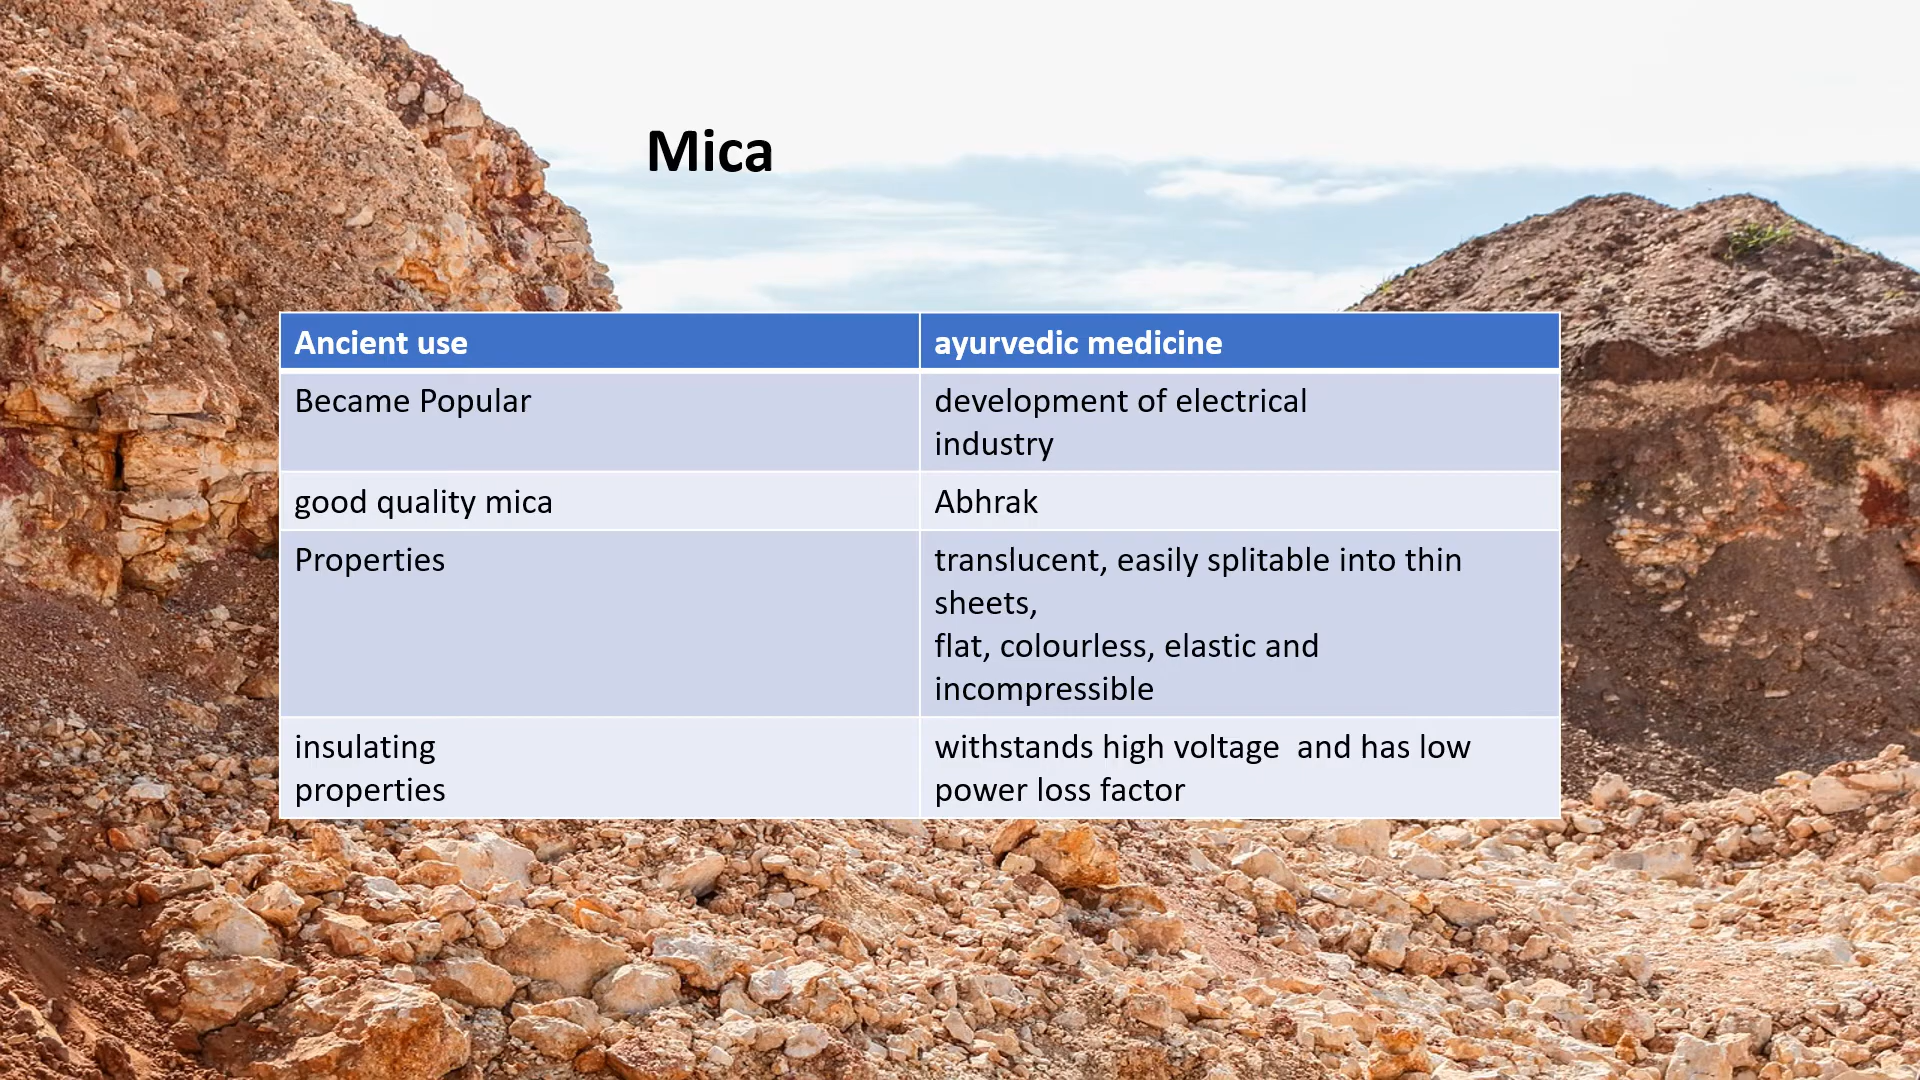 Mica
Ancient use
ayurvedic medicine
Became Popular
development of electrical
industry
good quality mica
Abhrak
Properties
translucent, easily splitable into thin
sheets,
flat, colourless, elastic and
incompressible
insulating
properties
withstands high voltage  and has low
power loss factor